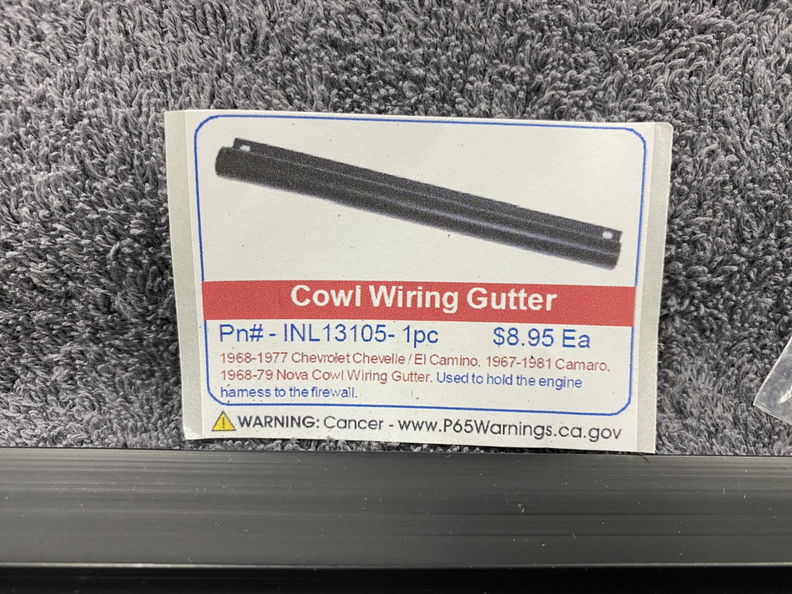 Cowl Wiring Gutter
Pn# - INL13105- 1pc $8.95 Ea
1968-1977 Chevrolet Chevelle / El Camino, 1967-1981 Camaro,
1968-79 Nova Cowl Wiring Gutter. Used to hold the engine
harness to the firewall.
WARNING: Cancer - www.P65Warnings.ca.gov